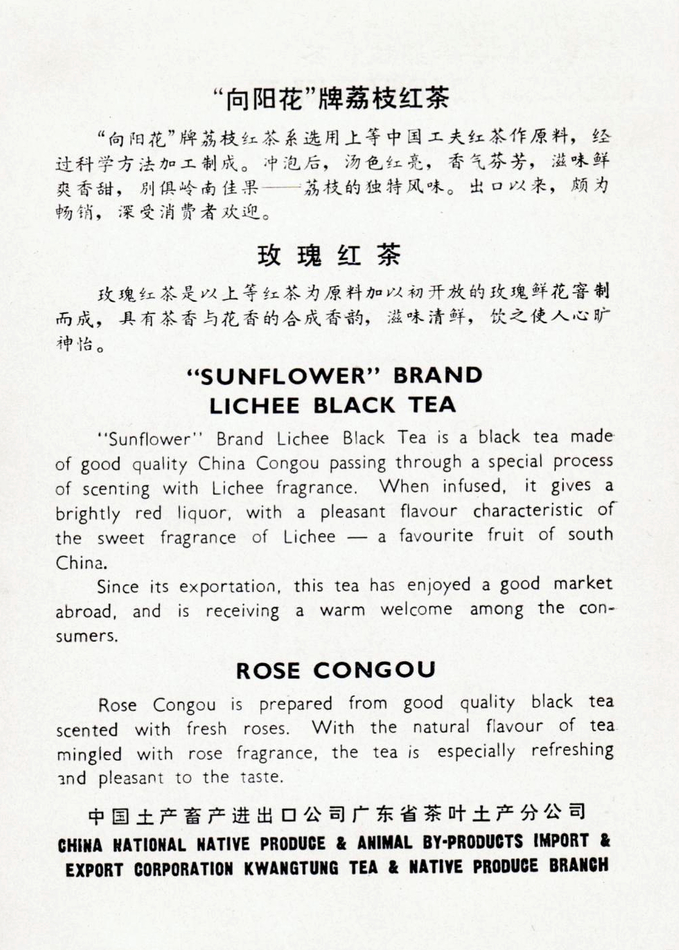 “向阳花”牌荔枝红茶
“向阳花”牌荔枝红茶系选用上等中国工夫红茶作原料，经
过科学方法加工制成。冲泡后，汤色红亮，香气芬芳，滋味鲜
爽香甜，别俱岭南佳果——荔枝的独特风味。出口以来，颇为
畅销，深受消费者欢迎。
玫瑰红茶
玫瑰红茶是以上等红茶为原料加以初开放的玫瑰鲜花窨制
而成，具有茶香与花香的合成香韵，滋味清鲜，饮之使人心旷
神怡。
“SUNFLOWER” BRAND
LICHEE BLACK TEA
“Sunflower” Brand Lichee Black Tea is a black tea made
of good quality China Congou passing through a special process
of scenting with Lichee fragrance. When infused, it gives a
brightly red liquor, with a pleasant flavour characteristic of
the sweet fragrance of Lichee — a favourite fruit of south
China.
Since its exportation, this tea has enjoyed a good market
abroad, and is receiving a warm welcome among the con-
sumers.
ROSE CONGOU
Rose Congou is prepared from good quality black tea
scented with fresh roses. With the natural flavour of tea
mingled with rose fragrance, the tea is especially refreshing
and pleasant to the taste.
中国土产畜产进出口公司广东省茶叶土产分公司
CHINA NATIONAL NATIVE PRODUCE & ANIMAL BY-PRODUCTS IMPORT &
EXPORT CORPORATION KWANGTUNG TEA & NATIVE PRODUCE BRANCH